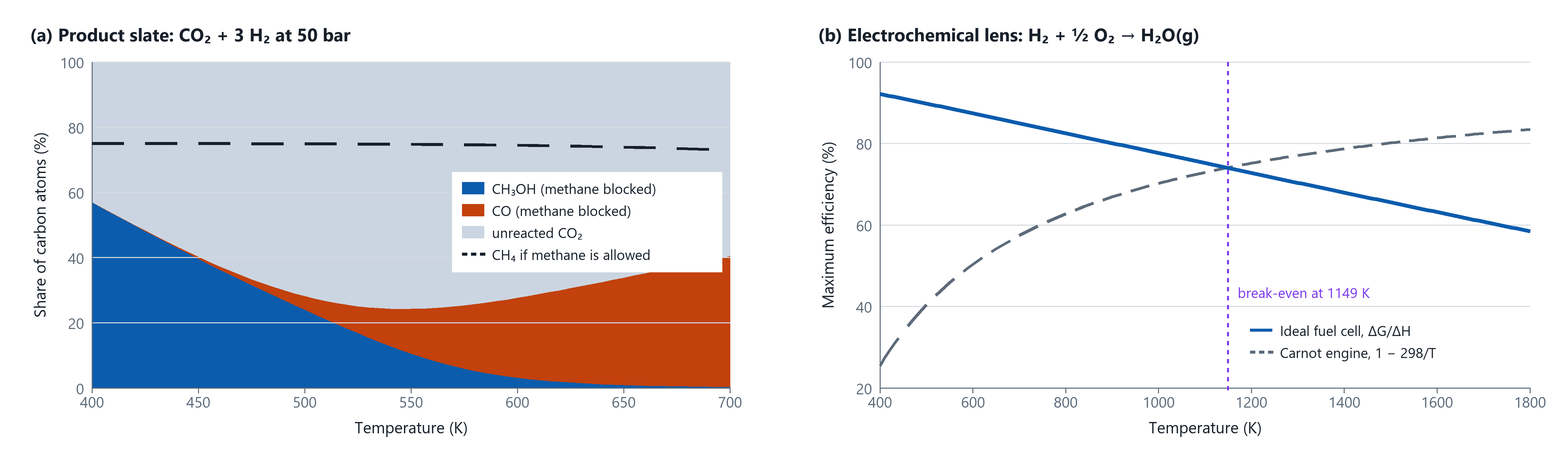 (a) Product slate: CO₂ + 3 H₂ at 50 bar
100
80
60
40
20
0
Share of carbon atoms (%)
CH₃OH (methane blocked)
CO (methane blocked)
unreacted CO₂
CH₄ if methane is allowed
400 450 500 550 600 650 700
Temperature (K)
(b) Electrochemical lens: H₂ + ½ O₂ → H₂O(g)
100
80
60
40
20
Maximum efficiency (%)
break-even at 1149 K
Ideal fuel cell, ΔG/ΔH
Carnot engine, 1 − 298/T
400 600 800 1000 1200 1400 1600 1800
Temperature (K)